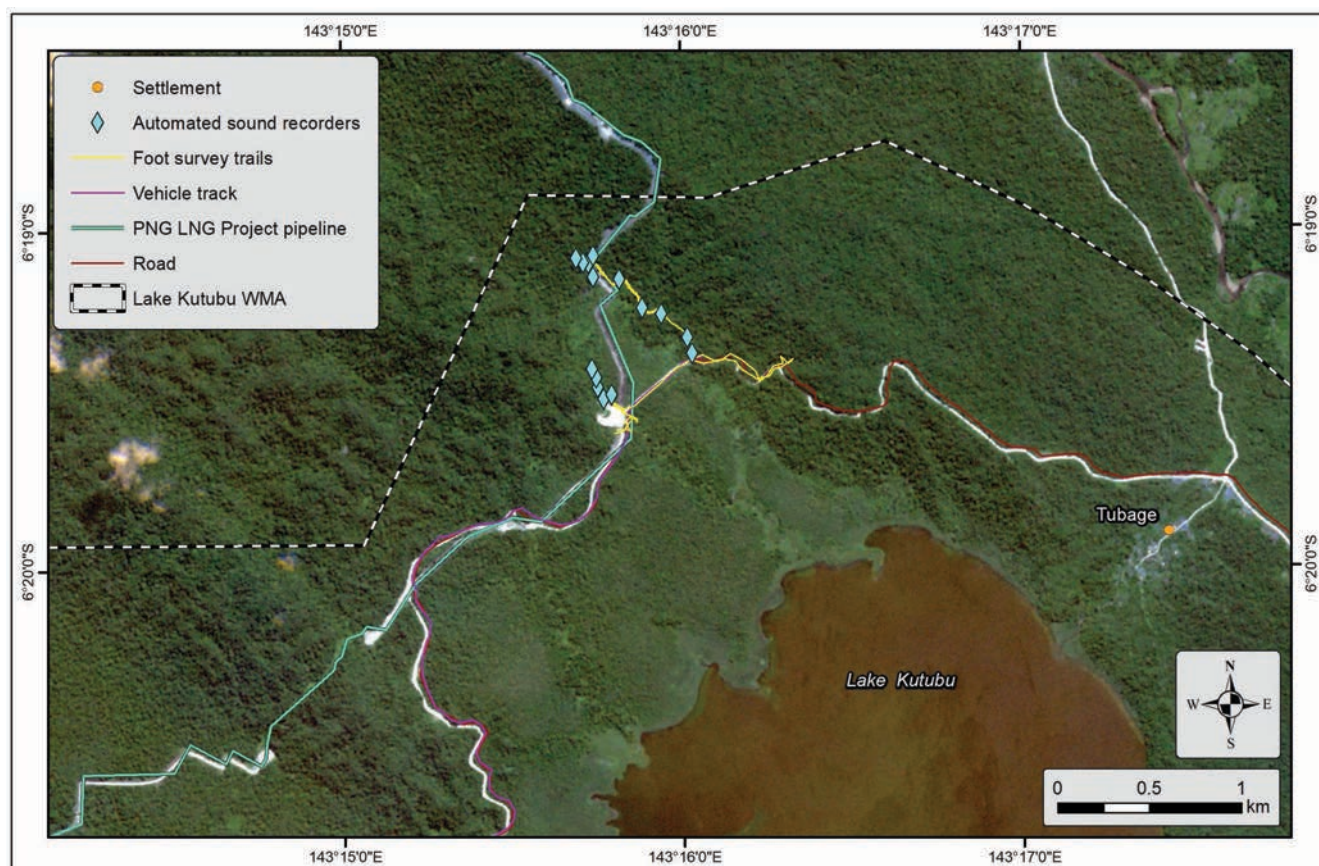 143°15'0"E
143°16'0"E
143°17'0"E
Settlement
Automated sound recorders
Foot survey trails
Vehicle track
PNG LNG Project pipeline
Road
Lake Kutubu WMA
6°19'0"S
6°19'0"S
Tubage
6°20'0"S
6°20'0"S
Lake Kutubu
N
W
E
S
0
0.5
1
km
143°15'0"E
143°16'0"E
143°17'0"E